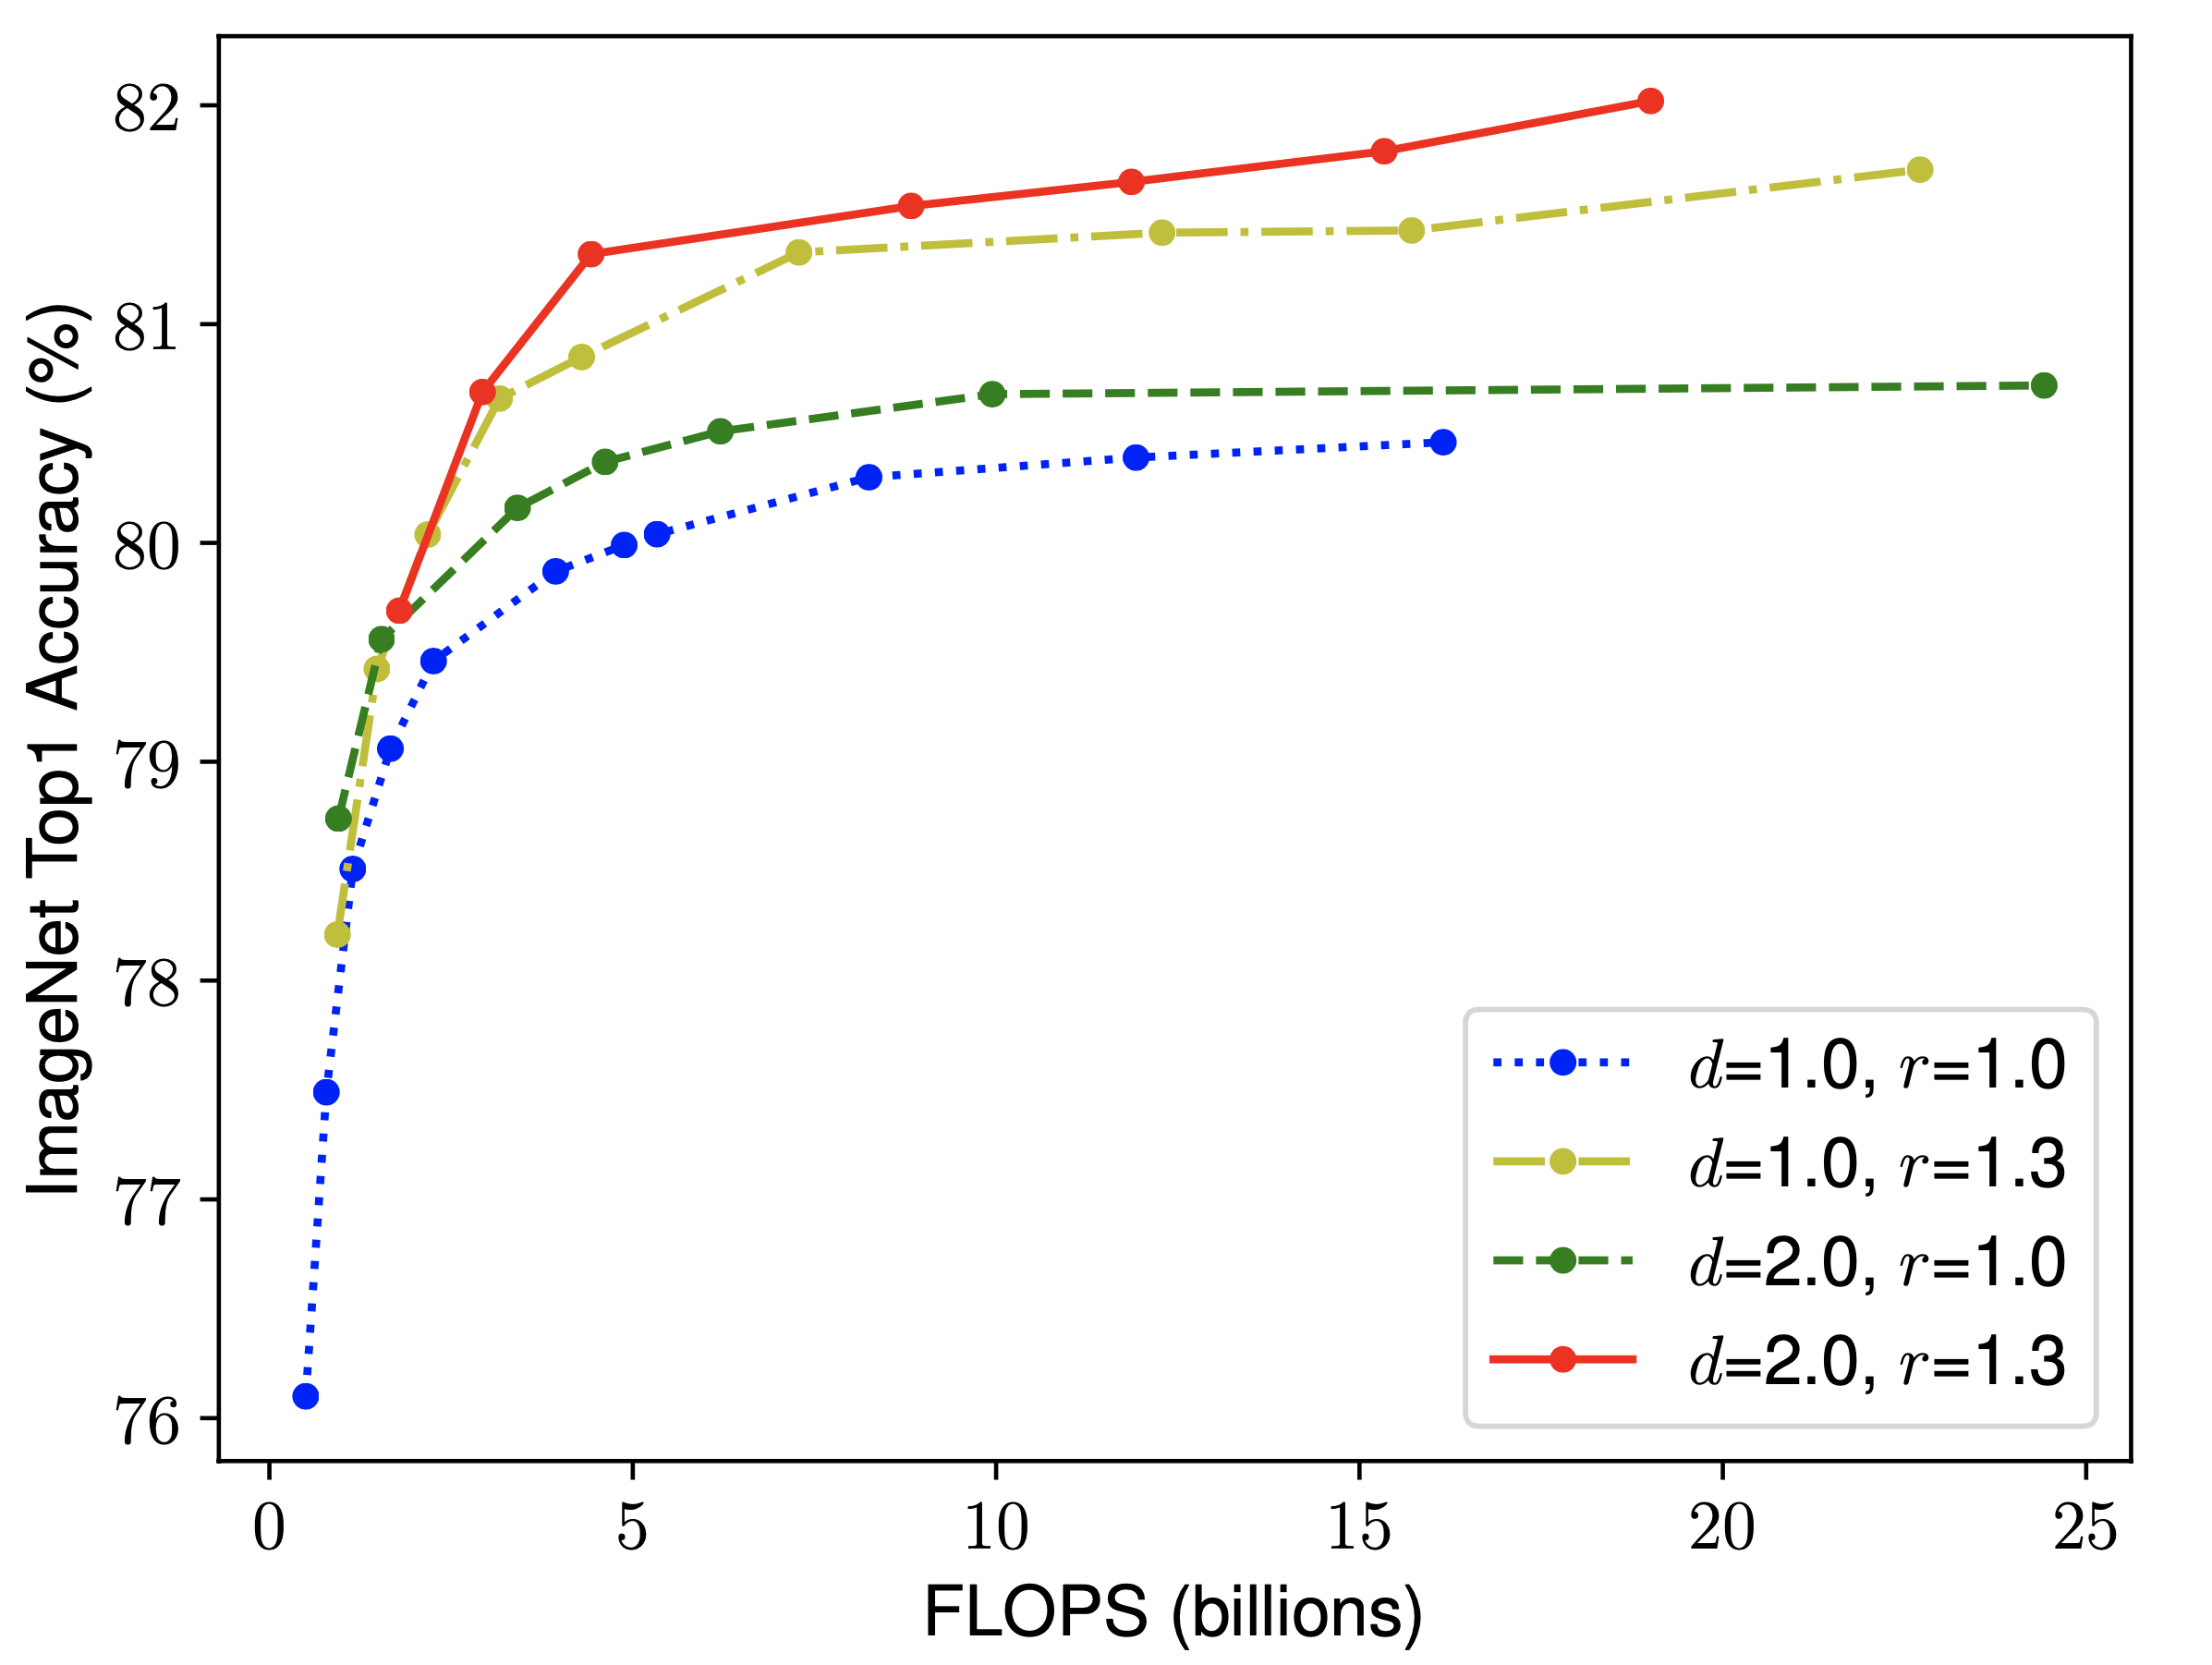 ImageNet Top1 Accuracy (%)
82
81
80
79
78
77
76
0 5 10 15 20 25
FLOPS (billions)
d=1.0, r=1.0
d=1.0, r=1.3
d=2.0, r=1.0
d=2.0, r=1.3